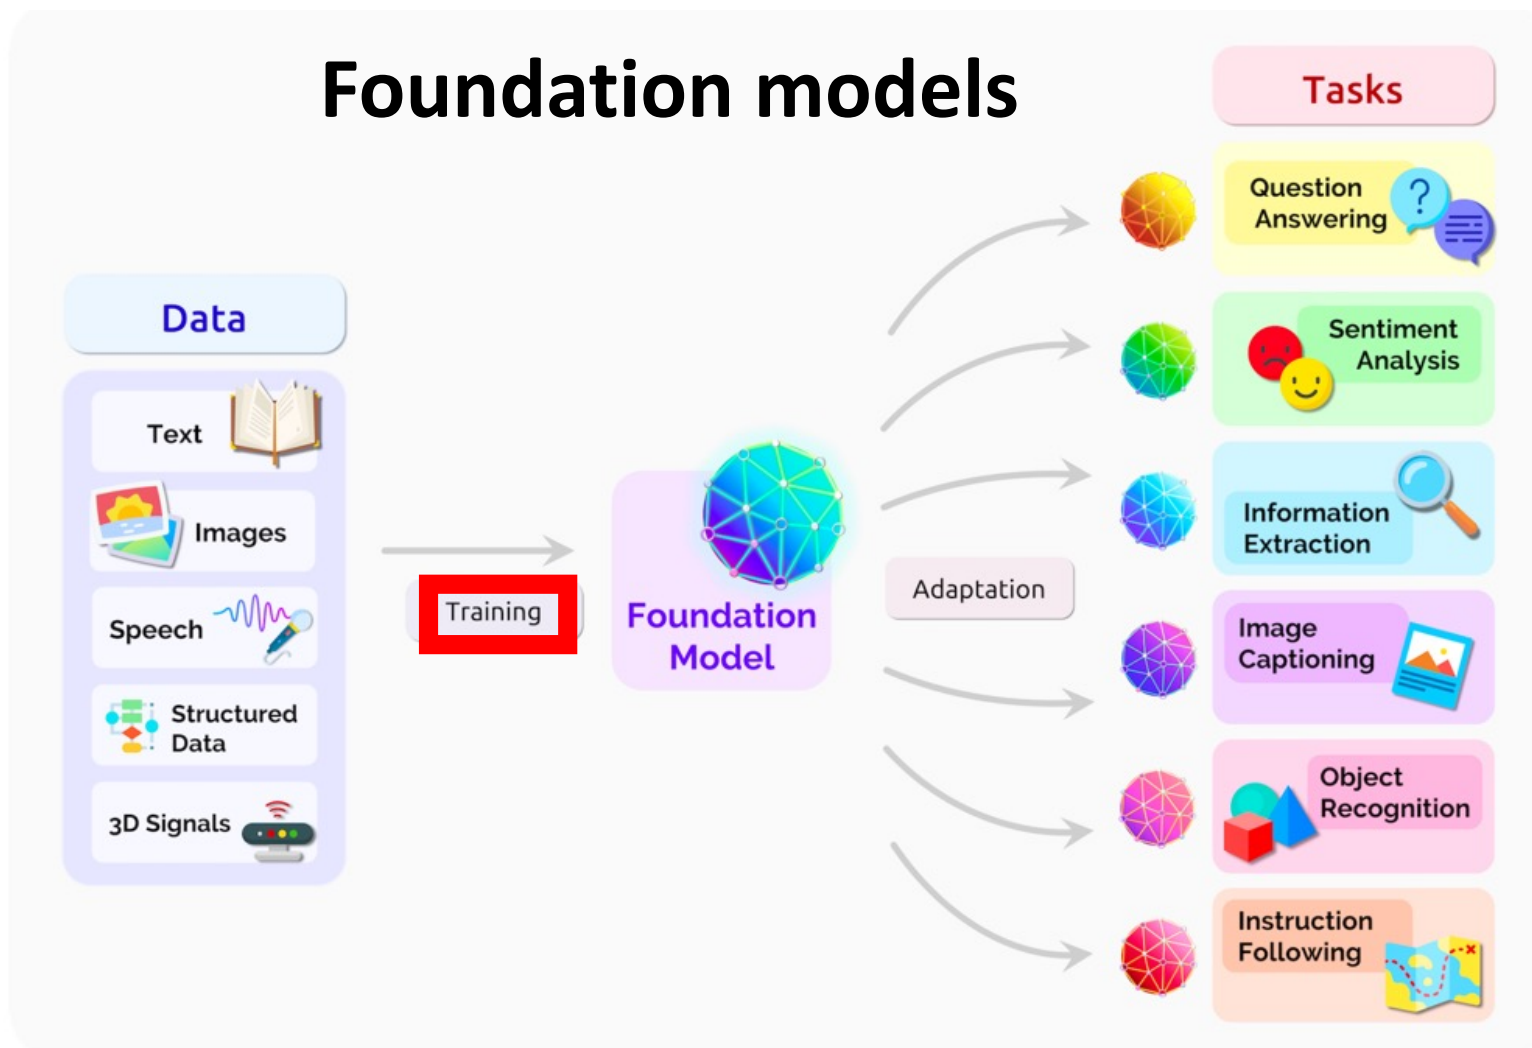 Foundation models
Data
Text
Images
Speech
Structured
Data
3D Signals
Training
Foundation
Model
Adaptation
Tasks
Question
Answering
?
Sentiment
Analysis
Information
Extraction
Image
Captioning
Object
Recognition
Instruction
Following